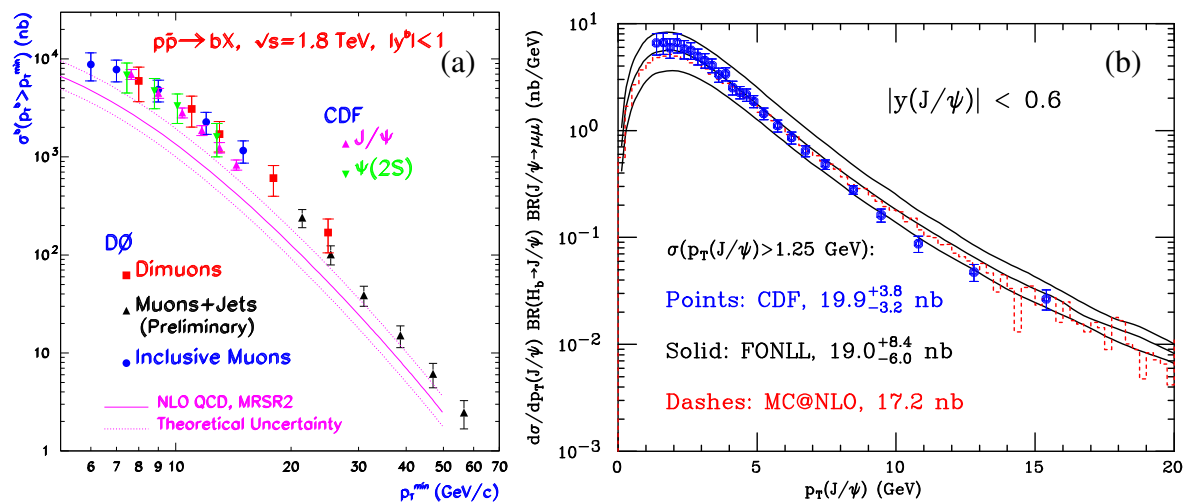 pp̄→bX, √s=1.8 TeV, |y^b|<1
(a)
σ^b(p_T^b>p_T^min) (nb)
10^4
10^3
10^2
10
1
CDF
J/ψ
Ψ(2S)
DØ
Dimuons
Muons+Jets
(Preliminary)
Inclusive Muons
NLO QCD, MRSR2
Theoretical Uncertainty
6 7 8 9 10 20 30 40 50 60 70
p_T^min (GeV/c)
(b)
|y(J/ψ)| < 0.6
dσ/dp_T(J/ψ) BR(H_b→J/ψ) BR(J/ψ→μμ) (nb/GeV)
10^1
10^0
10^-1
10^-2
10^-3
σ(p_T(J/ψ)>1.25 GeV):
Points: CDF, 19.9^{+3.8}_{-3.2} nb
Solid: FONLL, 19.0^{+8.4}_{-6.0} nb
Dashes: MC@NLO, 17.2 nb
0 5 10 15 20
p_T(J/ψ) (GeV)